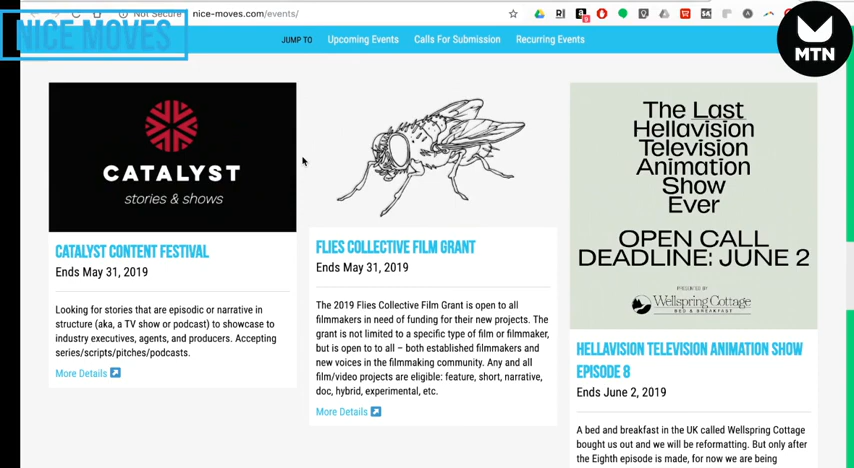 Not Secure
nice-moves.com/events/
NICE MOVES
JUMP TO
Upcoming Events
Calls For Submission
Recurring Events
MTN
CATALYST
stories & shows
CATALYST CONTENT FESTIVAL
Ends May 31, 2019
Looking for stories that are episodic or narrative in
structure (aka, a TV show or podcast) to showcase to
industry executives, agents, and producers. Accepting
series/scripts/pitches/podcasts.
More Details
FLIES COLLECTIVE FILM GRANT
Ends May 31, 2019
The 2019 Flies Collective Film Grant is open to all
filmmakers in need of funding for their new projects. The
grant is not limited to a specific type of film or filmmaker,
but is open to to all – both established filmmakers and
new voices in the filmmaking community. Any and all
film/video projects are eligible: feature, short, narrative,
doc, hybrid, experimental, etc.
More Details
The Last
Hellavision
Television
Animation
Show
Ever
OPEN CALL
DEADLINE: JUNE 2
PRESENTED BY
Wellspring Cottage
BED & BREAKFAST
HELLAVISION TELEVISION ANIMATION SHOW
EPISODE 8
Ends June 2, 2019
A bed and breakfast in the UK called Wellspring Cottage
bought us out and we will be reformatting. But only after
the Eighth episode is made, for now we are being